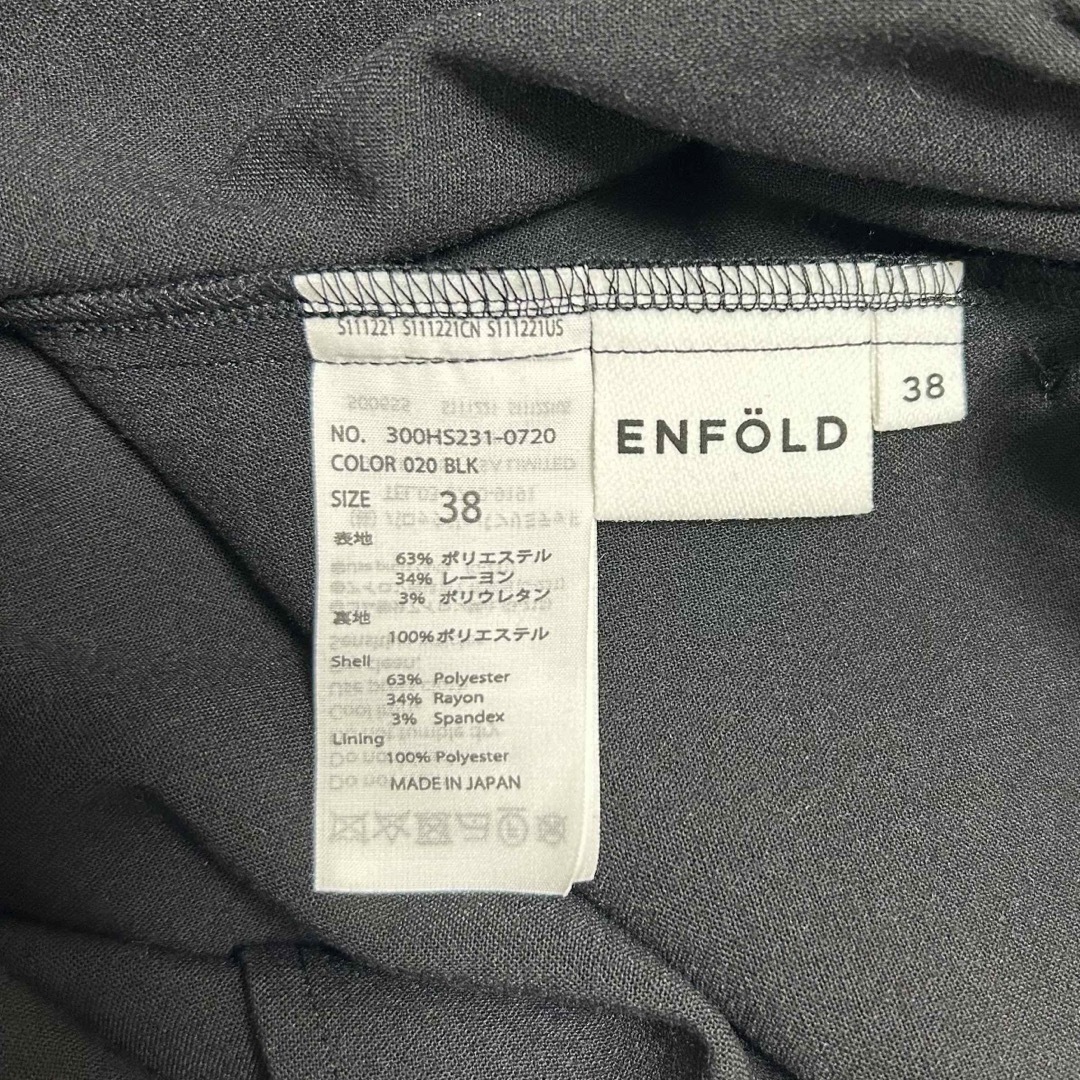 S111221 S111221CN S111221US
NO. 300HS231-0720
COLOR 020 BLK
SIZE 38
表地
63% ポリエステル
34% レーヨン
3% ポリウレタン
裏地
100%ポリエステル
Shell
63% Polyester
34% Rayon
3% Spandex
Lining
100% Polyester
MADE IN JAPAN
ENFÖLD
38